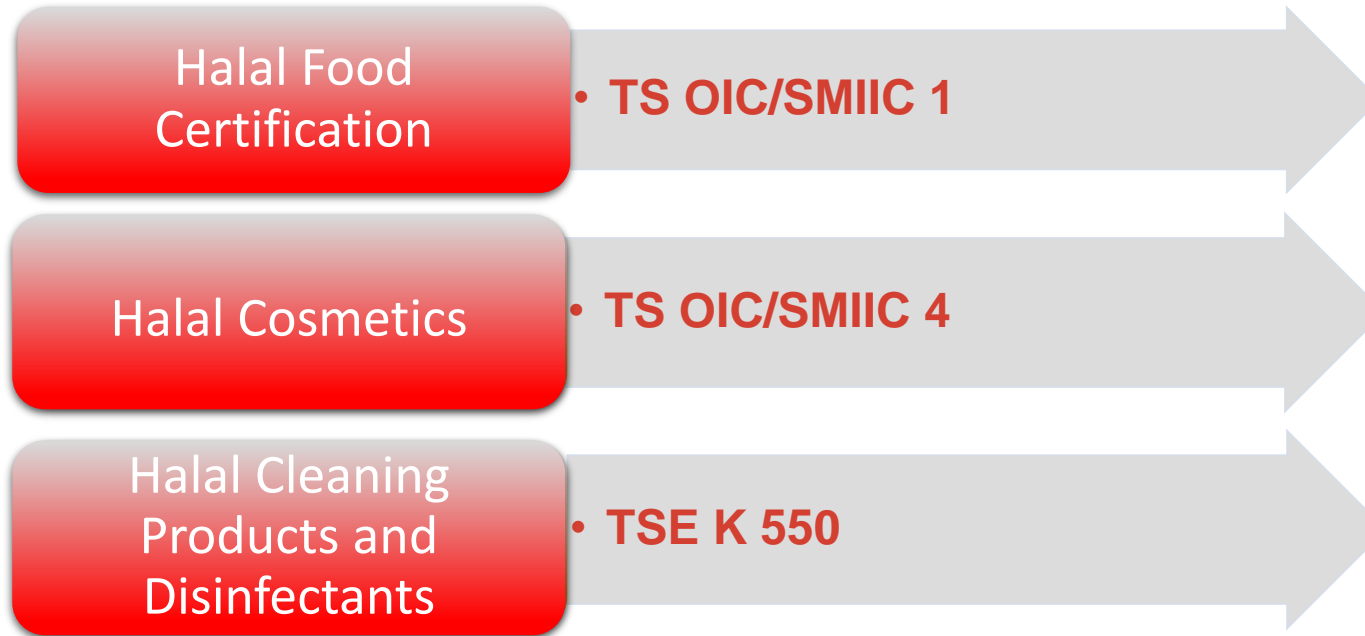 Halal Food
Certification
• TS OIC/SMIIC 1
Halal Cosmetics
• TS OIC/SMIIC 4
Halal Cleaning
Products and
Disinfectants
• TSE K 550